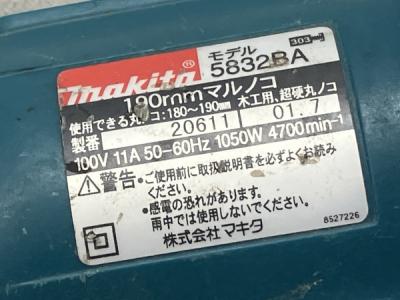 makita モデル 5832BA 303
190mmマルノコ
使用できる丸ノコ:180~190mm 木工用、超硬丸ノコ
製番 20611 01.7
100V 11A 50-60Hz 1050W 4700min-1
警告 ・ご使用前に取扱説明書を必ずよくお読み
ください。
・感電の恐れがあります。
雨中では使用しないでください。
株式会社マキタ
8527226